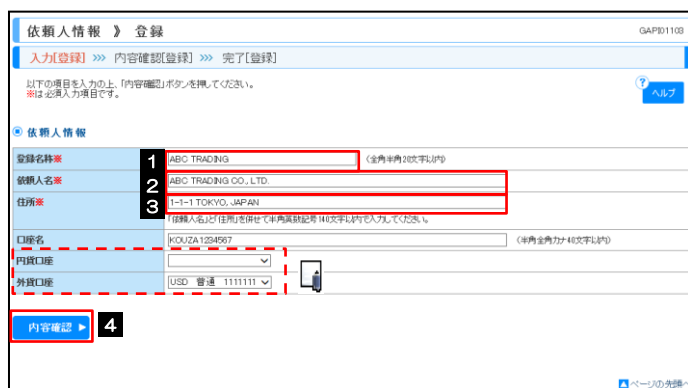 依頼人情報 》 登録
GAPI01103
入力[登録] >>> 内容確認[登録] >>> 完了[登録]
以下の項目を入力の上、「内容確認」ボタンを押してください。
※は必須入力項目です。
? ヘルプ
依頼人情報
登録名称※ 1 ABC TRADING (全角半角20文字以内)
依頼人名※ 2 ABC TRADING CO., LTD.
住所※ 3 1-1-1 TOKYO, JAPAN
「依頼人名」と「住所」を併せて半角英数記号140文字以内で入力してください。
口座名 KOUZA1234567 (半角全角カナ40文字以内)
円貨口座
外貨口座 USD 普通 1111111
内容確認 4
ページの先頭へ